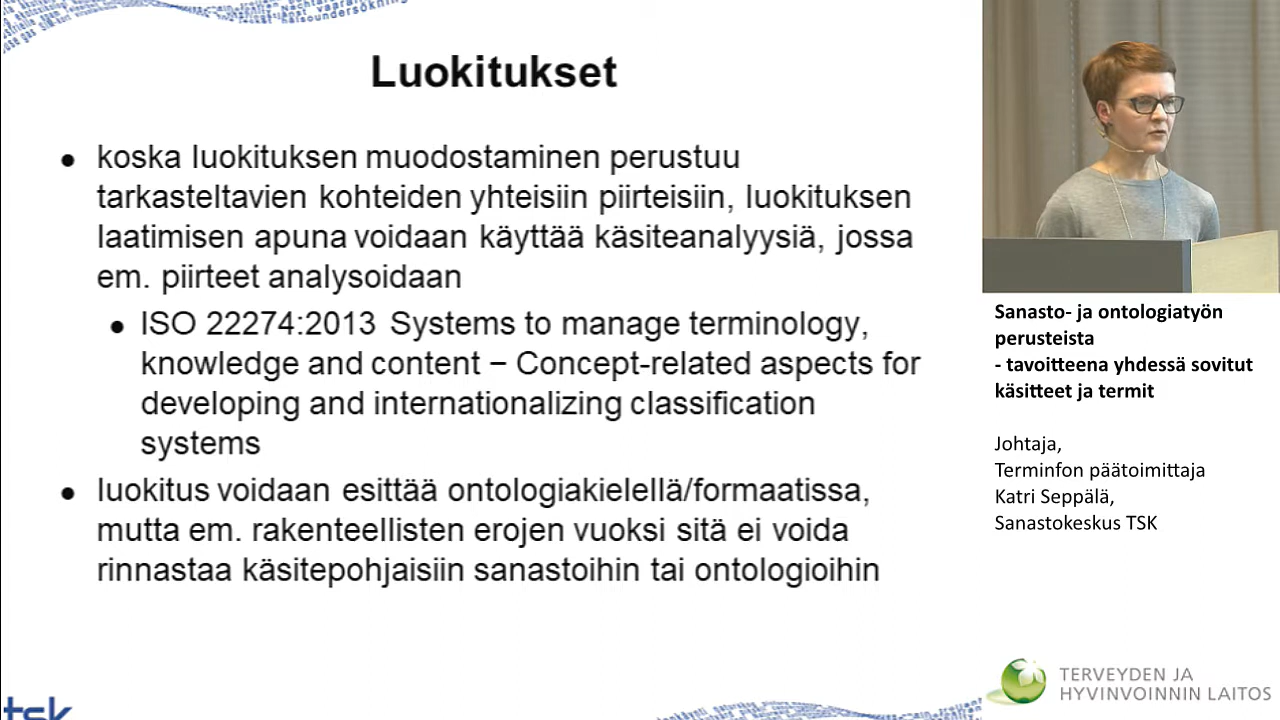 hälsoundersökning
Luokitukset
• koska luokituksen muodostaminen perustuu
tarkasteltavien kohteiden yhteisiin piirteisiin, luokituksen
laatimisen apuna voidaan käyttää käsiteanalyysiä, jossa
em. piirteet analysoidaan
• ISO 22274:2013 Systems to manage terminology,
knowledge and content – Concept-related aspects for
developing and internationalizing classification
systems
• luokitus voidaan esittää ontologiakielellä/formaatissa,
mutta em. rakenteellisten erojen vuoksi sitä ei voida
rinnastaa käsitepohjaisiin sanastoihin tai ontologioihin
tsk
Sanasto- ja ontologiatyön
perusteista
- tavoitteena yhdessä sovitut
käsitteet ja termit
Johtaja,
Terminfon päätoimittaja
Katri Seppälä,
Sanastokeskus TSK
TERVEYDEN JA
HYVINVOINNIN LAITOS